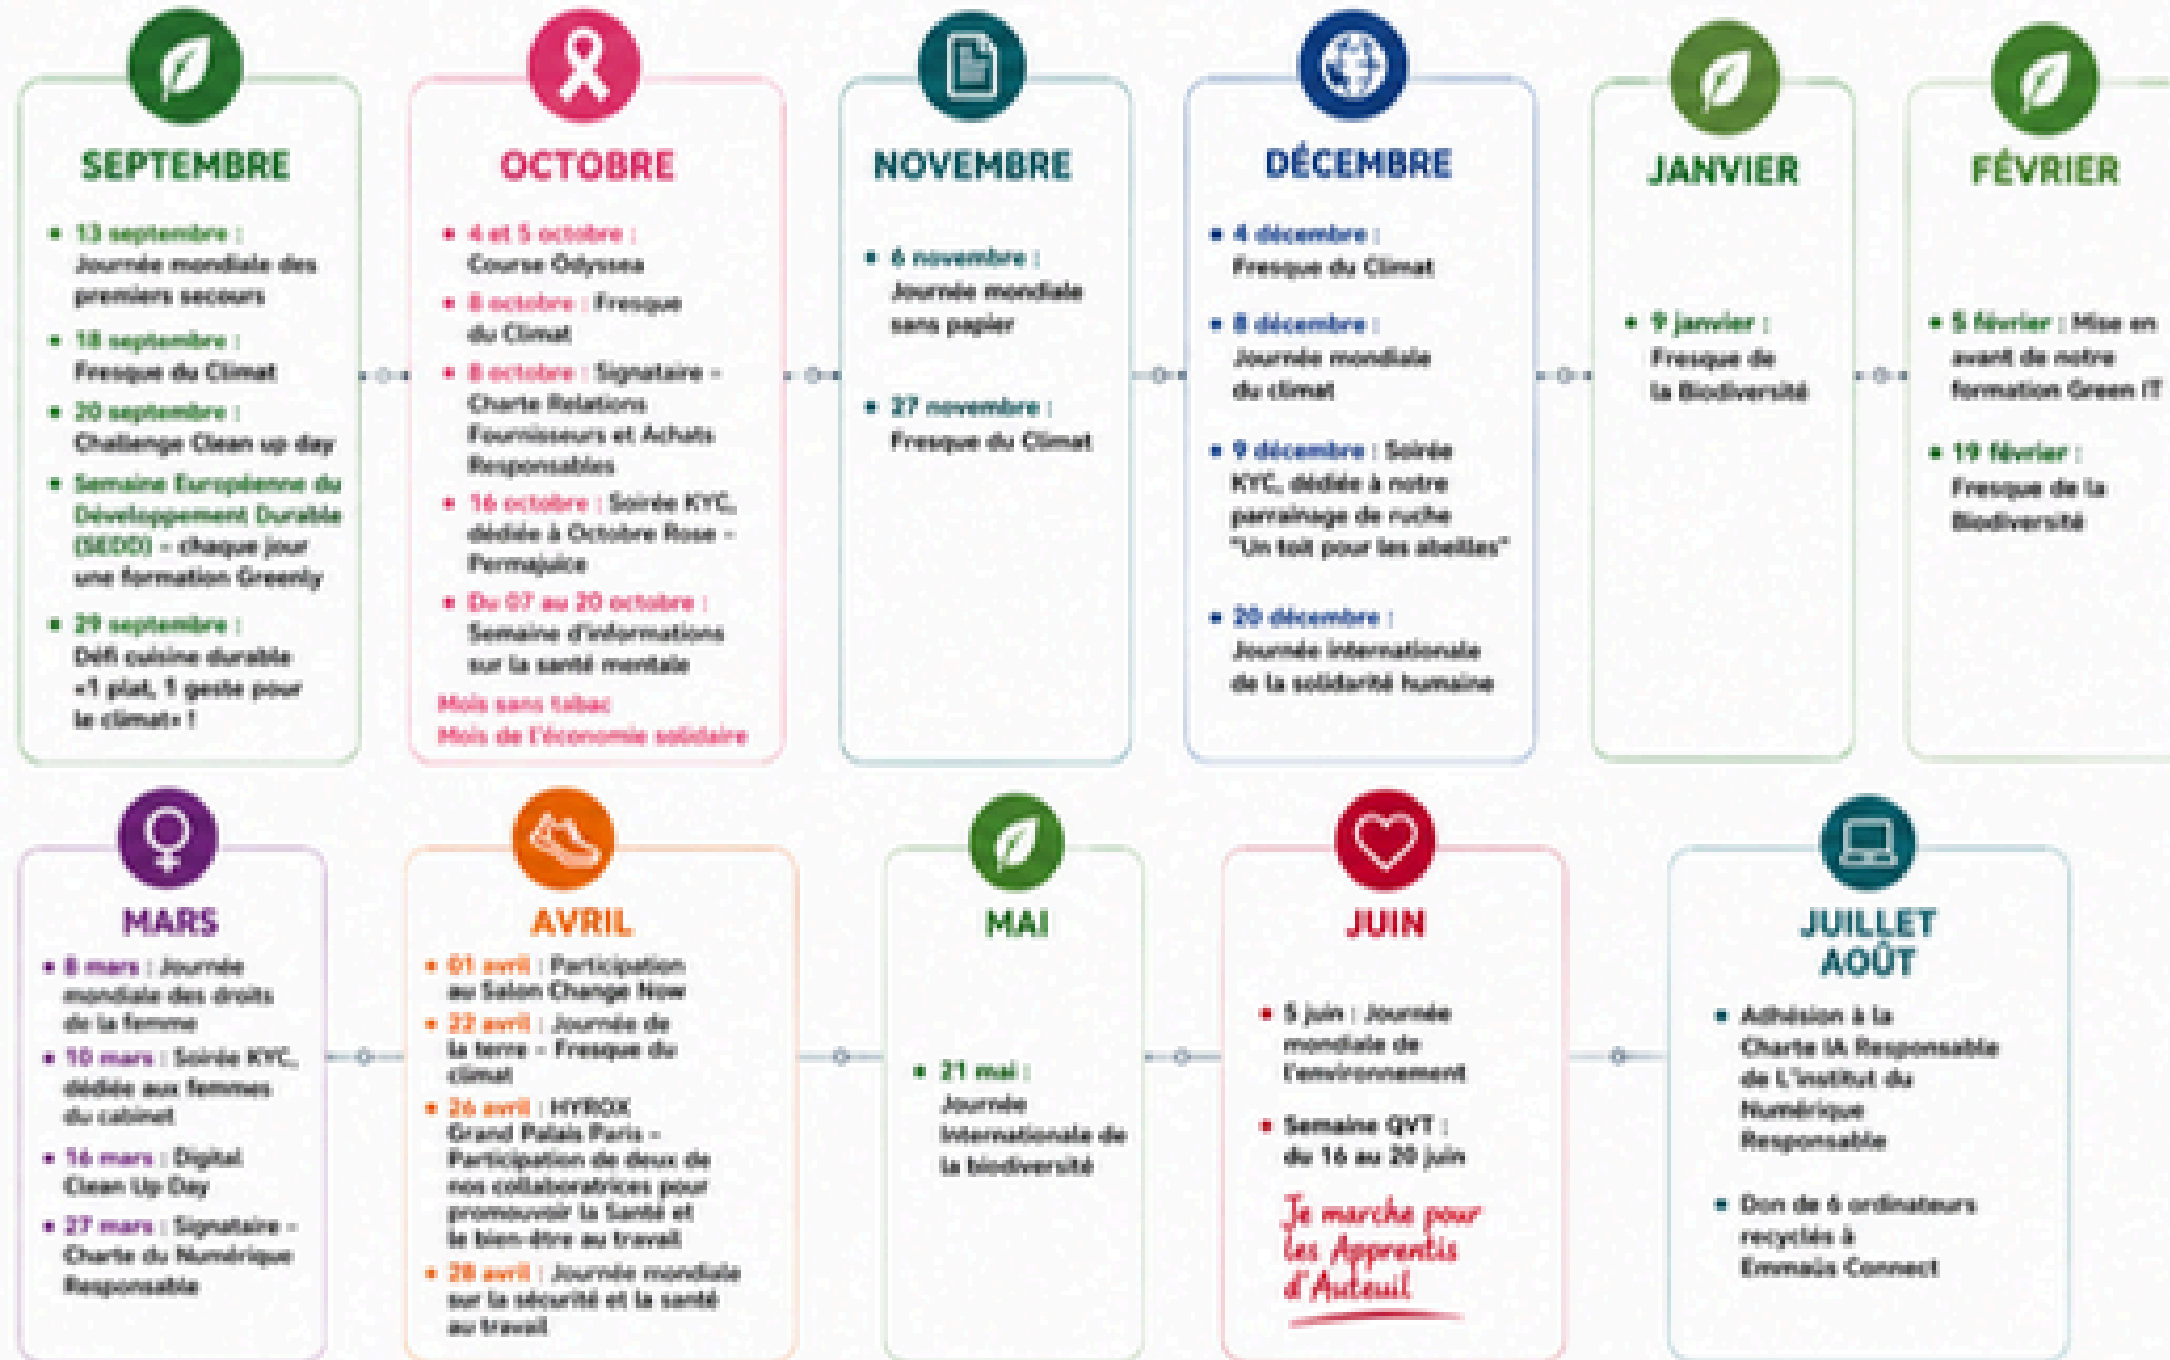 SEPTEMBRE
• 13 septembre :
Journée mondiale des
premiers secours
• 18 septembre :
Fresque du Climat
• 20 septembre :
Challenge Clean up day
• Semaine Européenne du
Développement Durable
(SEDD) – chaque jour
une formation Greenly
• 29 septembre :
Défi cuisine durable
«1 plat, 1 geste pour
le climat» !
OCTOBRE
• 4 et 5 octobre :
Course Odyssea
• 8 octobre : Fresque
du Climat
• 8 octobre : Signataire –
Charte Relations
Fournisseurs et Achats
Responsables
• 16 octobre : Soirée KYC,
dédiée à Octobre Rose –
Permajuice
• Du 07 au 20 octobre :
Semaine d'informations
sur la santé mentale
Mois sans tabac
Mois de l'économie solidaire
NOVEMBRE
• 6 novembre :
Journée mondiale
sans papier
• 27 novembre :
Fresque du Climat
DÉCEMBRE
• 4 décembre :
Fresque du Climat
• 8 décembre :
Journée mondiale
du climat
• 9 décembre : Soirée
KYC, dédiée à notre
parrainage de ruche
"Un toit pour les abeilles"
• 20 décembre :
Journée internationale
de la solidarité humaine
JANVIER
• 9 janvier :
Fresque de
la Biodiversité
FÉVRIER
• 5 février : Mise en
avant de notre
formation Green IT
• 19 février :
Fresque de la
Biodiversité
MARS
• 8 mars : Journée
mondiale des droits
de la femme
• 10 mars : Soirée KYC,
dédiée aux femmes
du cabinet
• 16 mars : Digital
Clean Up Day
• 27 mars : Signataire –
Charte du Numérique
Responsable
AVRIL
• 01 avril : Participation
au Salon Change Now
• 22 avril : Journée de
la terre – Fresque du
climat
• 26 avril : HYROX
Grand Palais Paris –
Participation de deux de
nos collaboratrices pour
promouvoir la Santé et
le bien-être au travail
• 28 avril : Journée mondiale
sur la sécurité et la santé
au travail
MAI
• 21 mai :
Journée
Internationale de
la biodiversité
JUIN
• 5 juin : Journée
mondiale de
l'environnement
• Semaine QVT :
du 16 au 20 juin
Je marche pour
les Apprentis
d'Auteuil
JUILLET
AOÛT
• Adhésion à la
Charte IA Responsable
de L'institut du
Numérique
Responsable
• Don de 6 ordinateurs
recyclés à
Emmaüs Connect